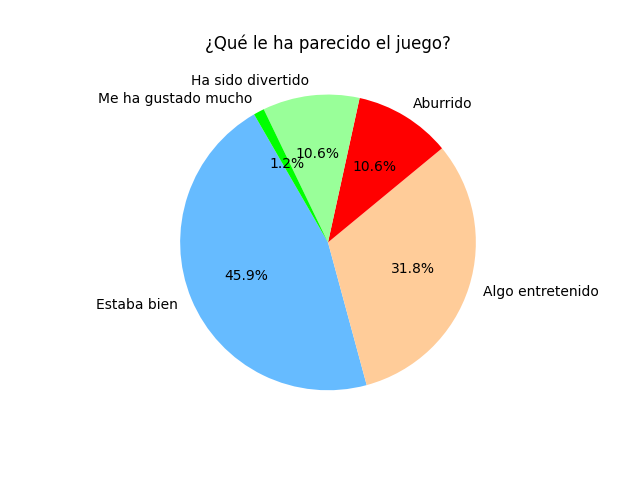 ¿Qué le ha parecido el juego?
Ha sido divertido
Me ha gustado mucho
Aburrido
10.6%
1.2%
10.6%
45.9%
31.8%
Estaba bien
Algo entretenido